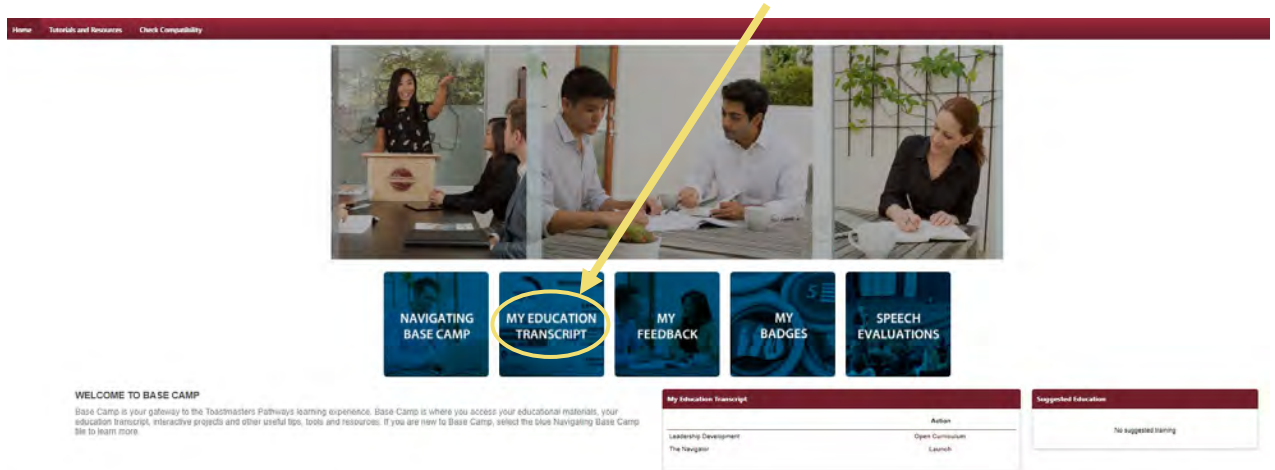 Home Tutorials and Resources Check Compatibility
NAVIGATING
BASE CAMP
MY EDUCATION
TRANSCRIPT
MY
FEEDBACK
MY
BADGES
SPEECH
EVALUATIONS
WELCOME TO BASE CAMP
Base Camp is your gateway to the Toastmasters Pathways learning experience. Base Camp is where you access your educational materials, your
education transcript, interactive projects and other useful tips, tools and resources. If you are new to Base Camp, select the blue Navigating Base Camp
tile to learn more.
My Education Transcript
Action
Leadership Development Open Curriculum
The Navigator Launch
Suggested Education
No suggested training